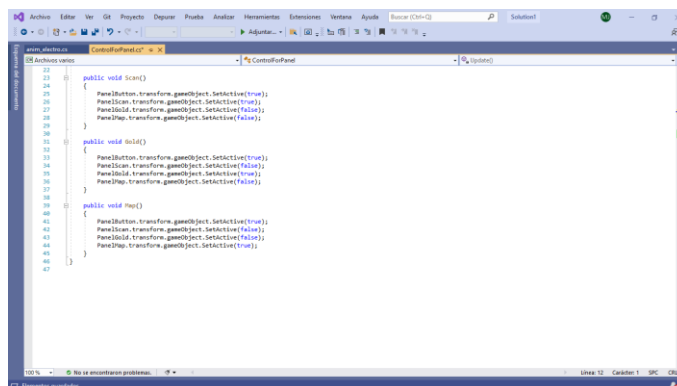 Archivo Editar Ver Git Proyecto Depurar Prueba Analizar Herramientas Extensiones Ventana Ayuda Buscar (Ctrl+Q) Solution1
Adjuntar...
anim_electro.cs ControlForPanel.cs*
Archivos varios ControlForPanel Update()
Esquema del documento
22
23 public void Scan()
24 {
25 PanelButton.transform.gameObject.SetActive(true);
26 PanelScan.transform.gameObject.SetActive(true);
27 PanelGold.transform.gameObject.SetActive(false);
28 PanelMap.transform.gameObject.SetActive(false);
29 }
30
31 public void Gold()
32 {
33 PanelButton.transform.gameObject.SetActive(true);
34 PanelScan.transform.gameObject.SetActive(false);
35 PanelGold.transform.gameObject.SetActive(true);
36 PanelMap.transform.gameObject.SetActive(false);
37 }
38
39 public void Map()
40 {
41 PanelButton.transform.gameObject.SetActive(true);
42 PanelScan.transform.gameObject.SetActive(false);
43 PanelGold.transform.gameObject.SetActive(false);
44 PanelMap.transform.gameObject.SetActive(true);
45 }
46 }
47
100 % No se encontraron problemas. Línea: 12 Carácter: 1 SPC
Elementos guardados